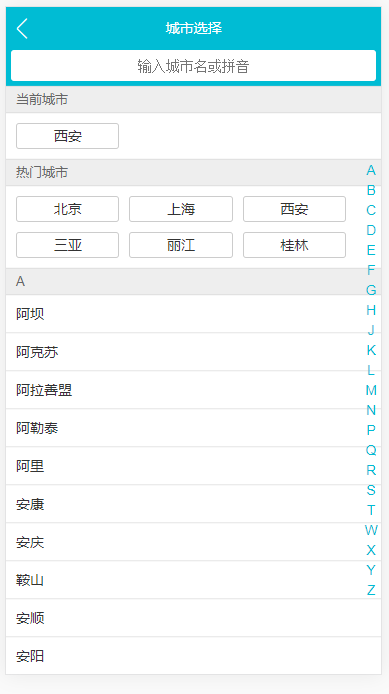 城市选择
输入城市名或拼音
当前城市
西安
热门城市
北京 上海 西安
三亚 丽江 桂林
A
阿坝
阿克苏
阿拉善盟
阿勒泰
阿里
安康
安庆
鞍山
安顺
安阳
A
B
C
D
E
F
G
H
J
K
L
M
N
P
Q
R
S
T
W
X
Y
Z